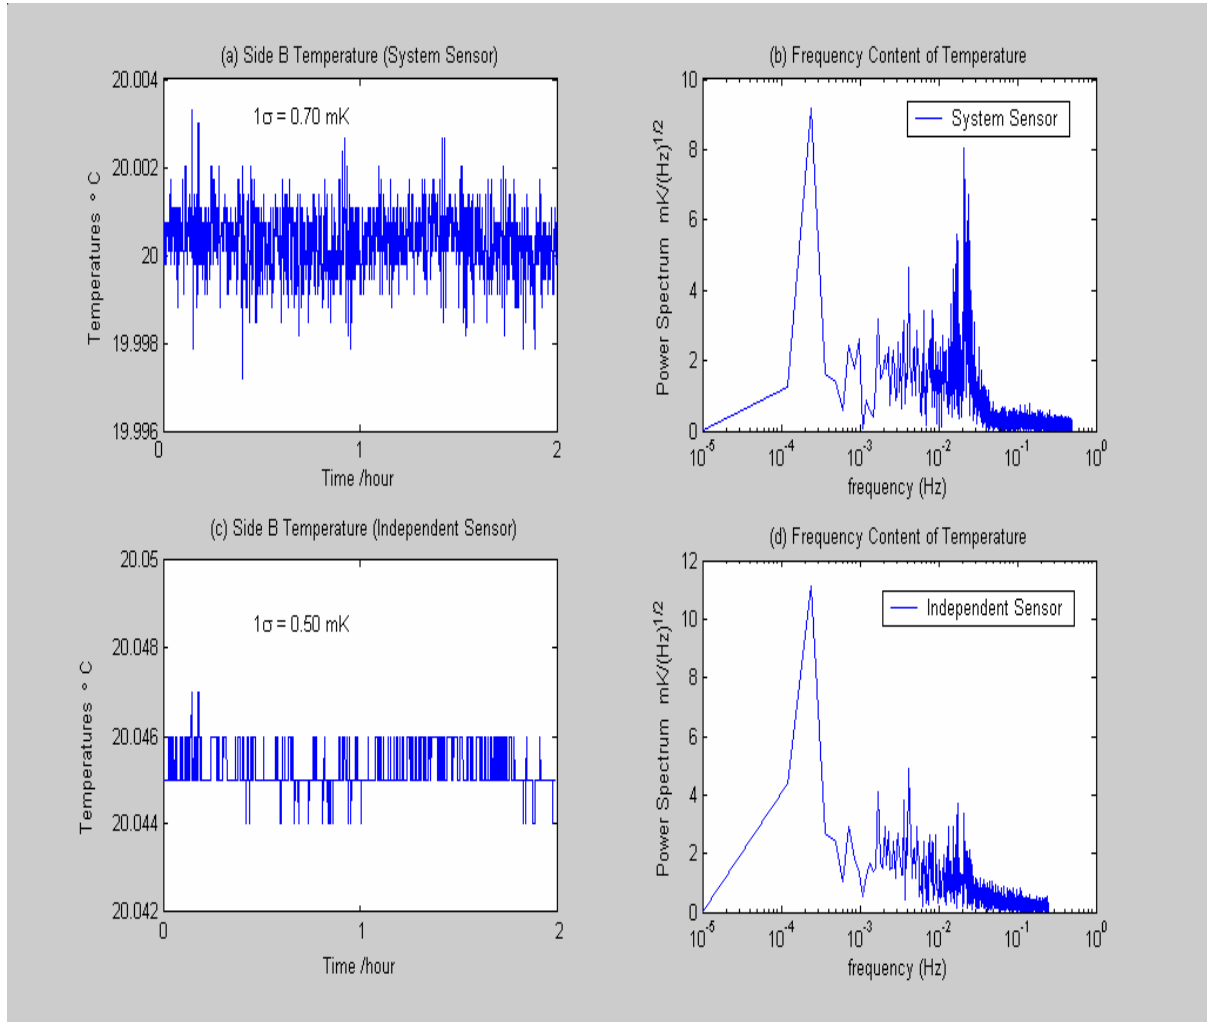 (a) Side B Temperature (System Sensor)
20.004
20.002
20
19.998
19.996
Temperatures ° C
1σ = 0.70 mK
0 1 2
Time /hour
(b) Frequency Content of Temperature
10
8
6
4
2
0
Power Spectrum mK/(Hz)^1/2
System Sensor
10^-5 10^-4 10^-3 10^-2 10^-1 10^0
frequency (Hz)
(c) Side B Temperature (Independent Sensor)
20.05
20.048
20.046
20.044
20.042
Temperatures ° C
1σ = 0.50 mK
0 1 2
Time /hour
(d) Frequency Content of Temperature
12
10
8
6
4
2
0
Power Spectrum mK/(Hz)^1/2
Independent Sensor
10^-5 10^-4 10^-3 10^-2 10^-1 10^0
frequency (Hz)